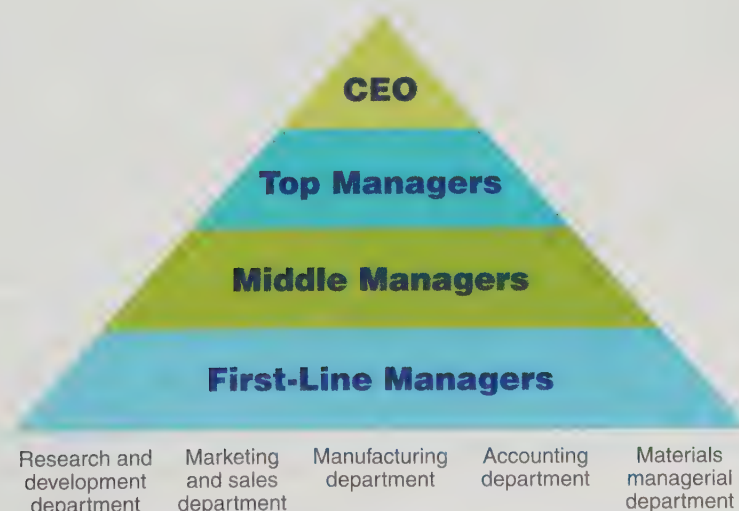 CEO
Top Managers
Middle Managers
First-Line Managers
Research and
development
department
Marketing
and sales
department
Manufacturing
department
Accounting
department
Materials
managerial
department